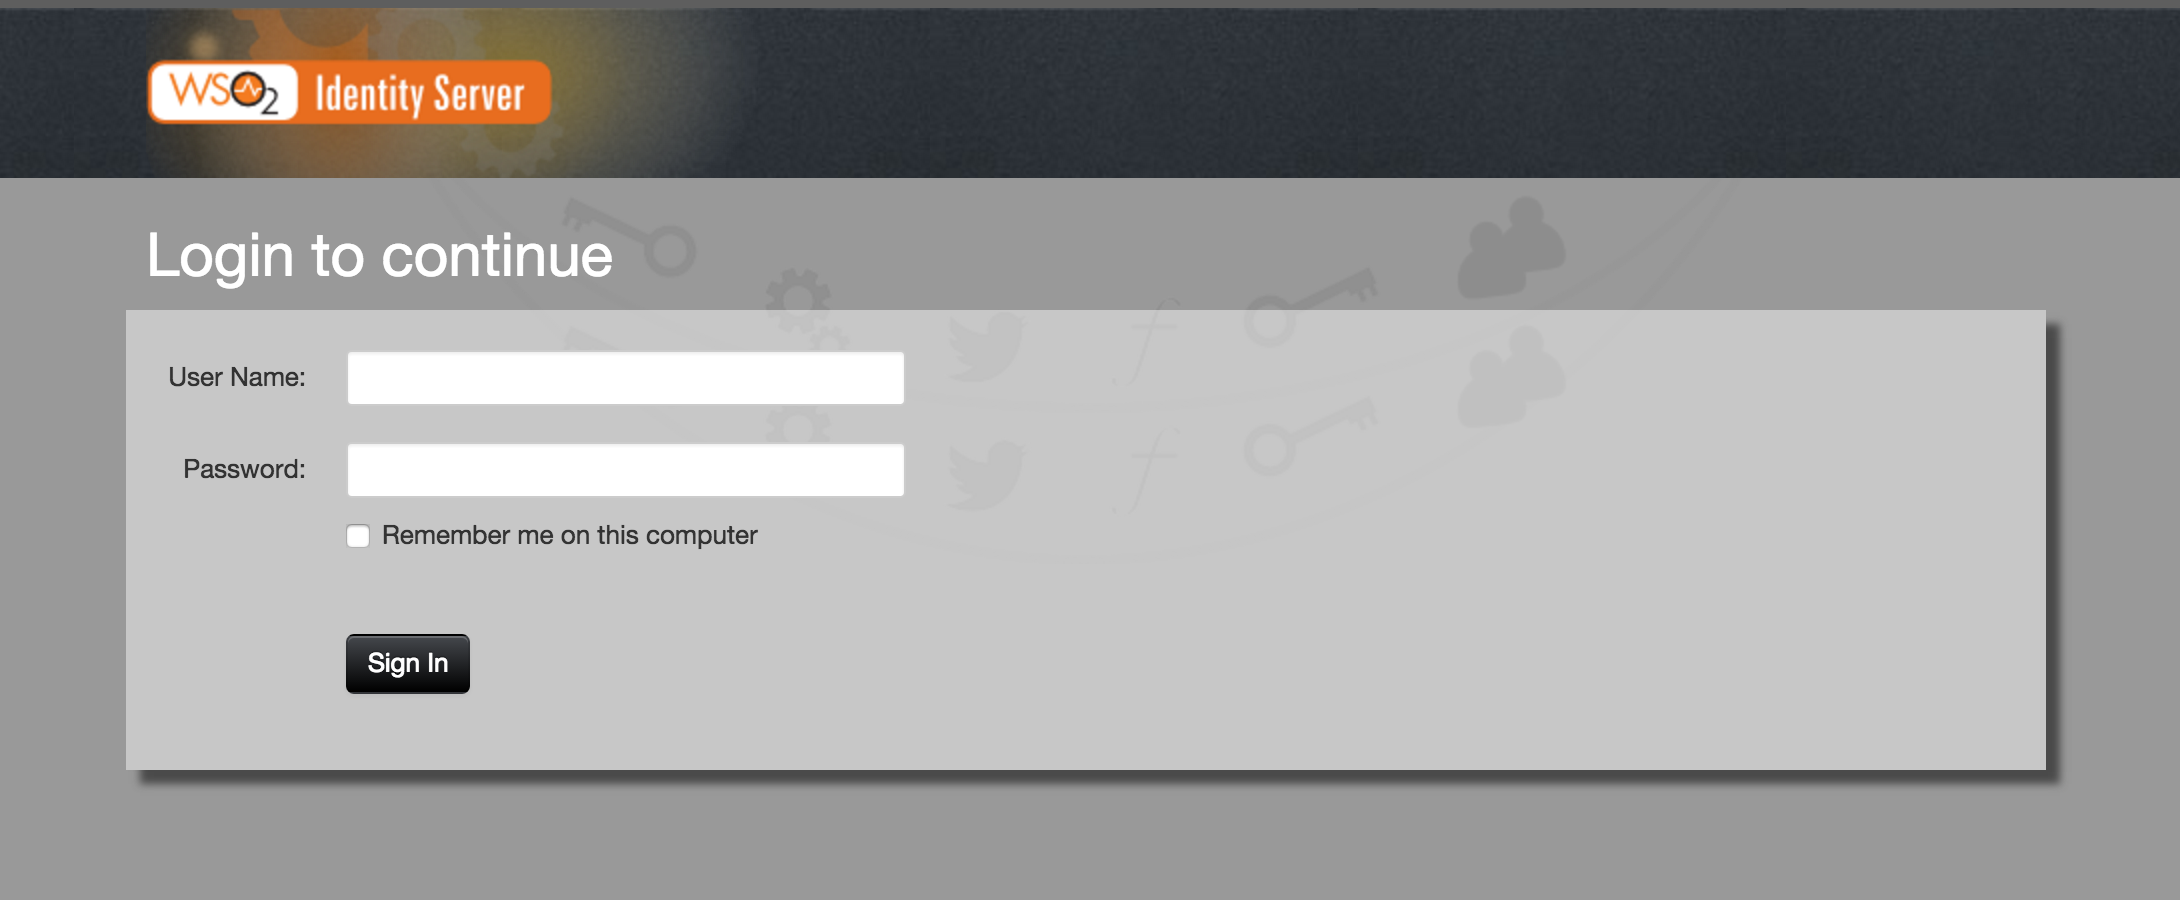 WSO2 Identity Server
Login to continue
User Name:
Password:
Remember me on this computer
Sign In